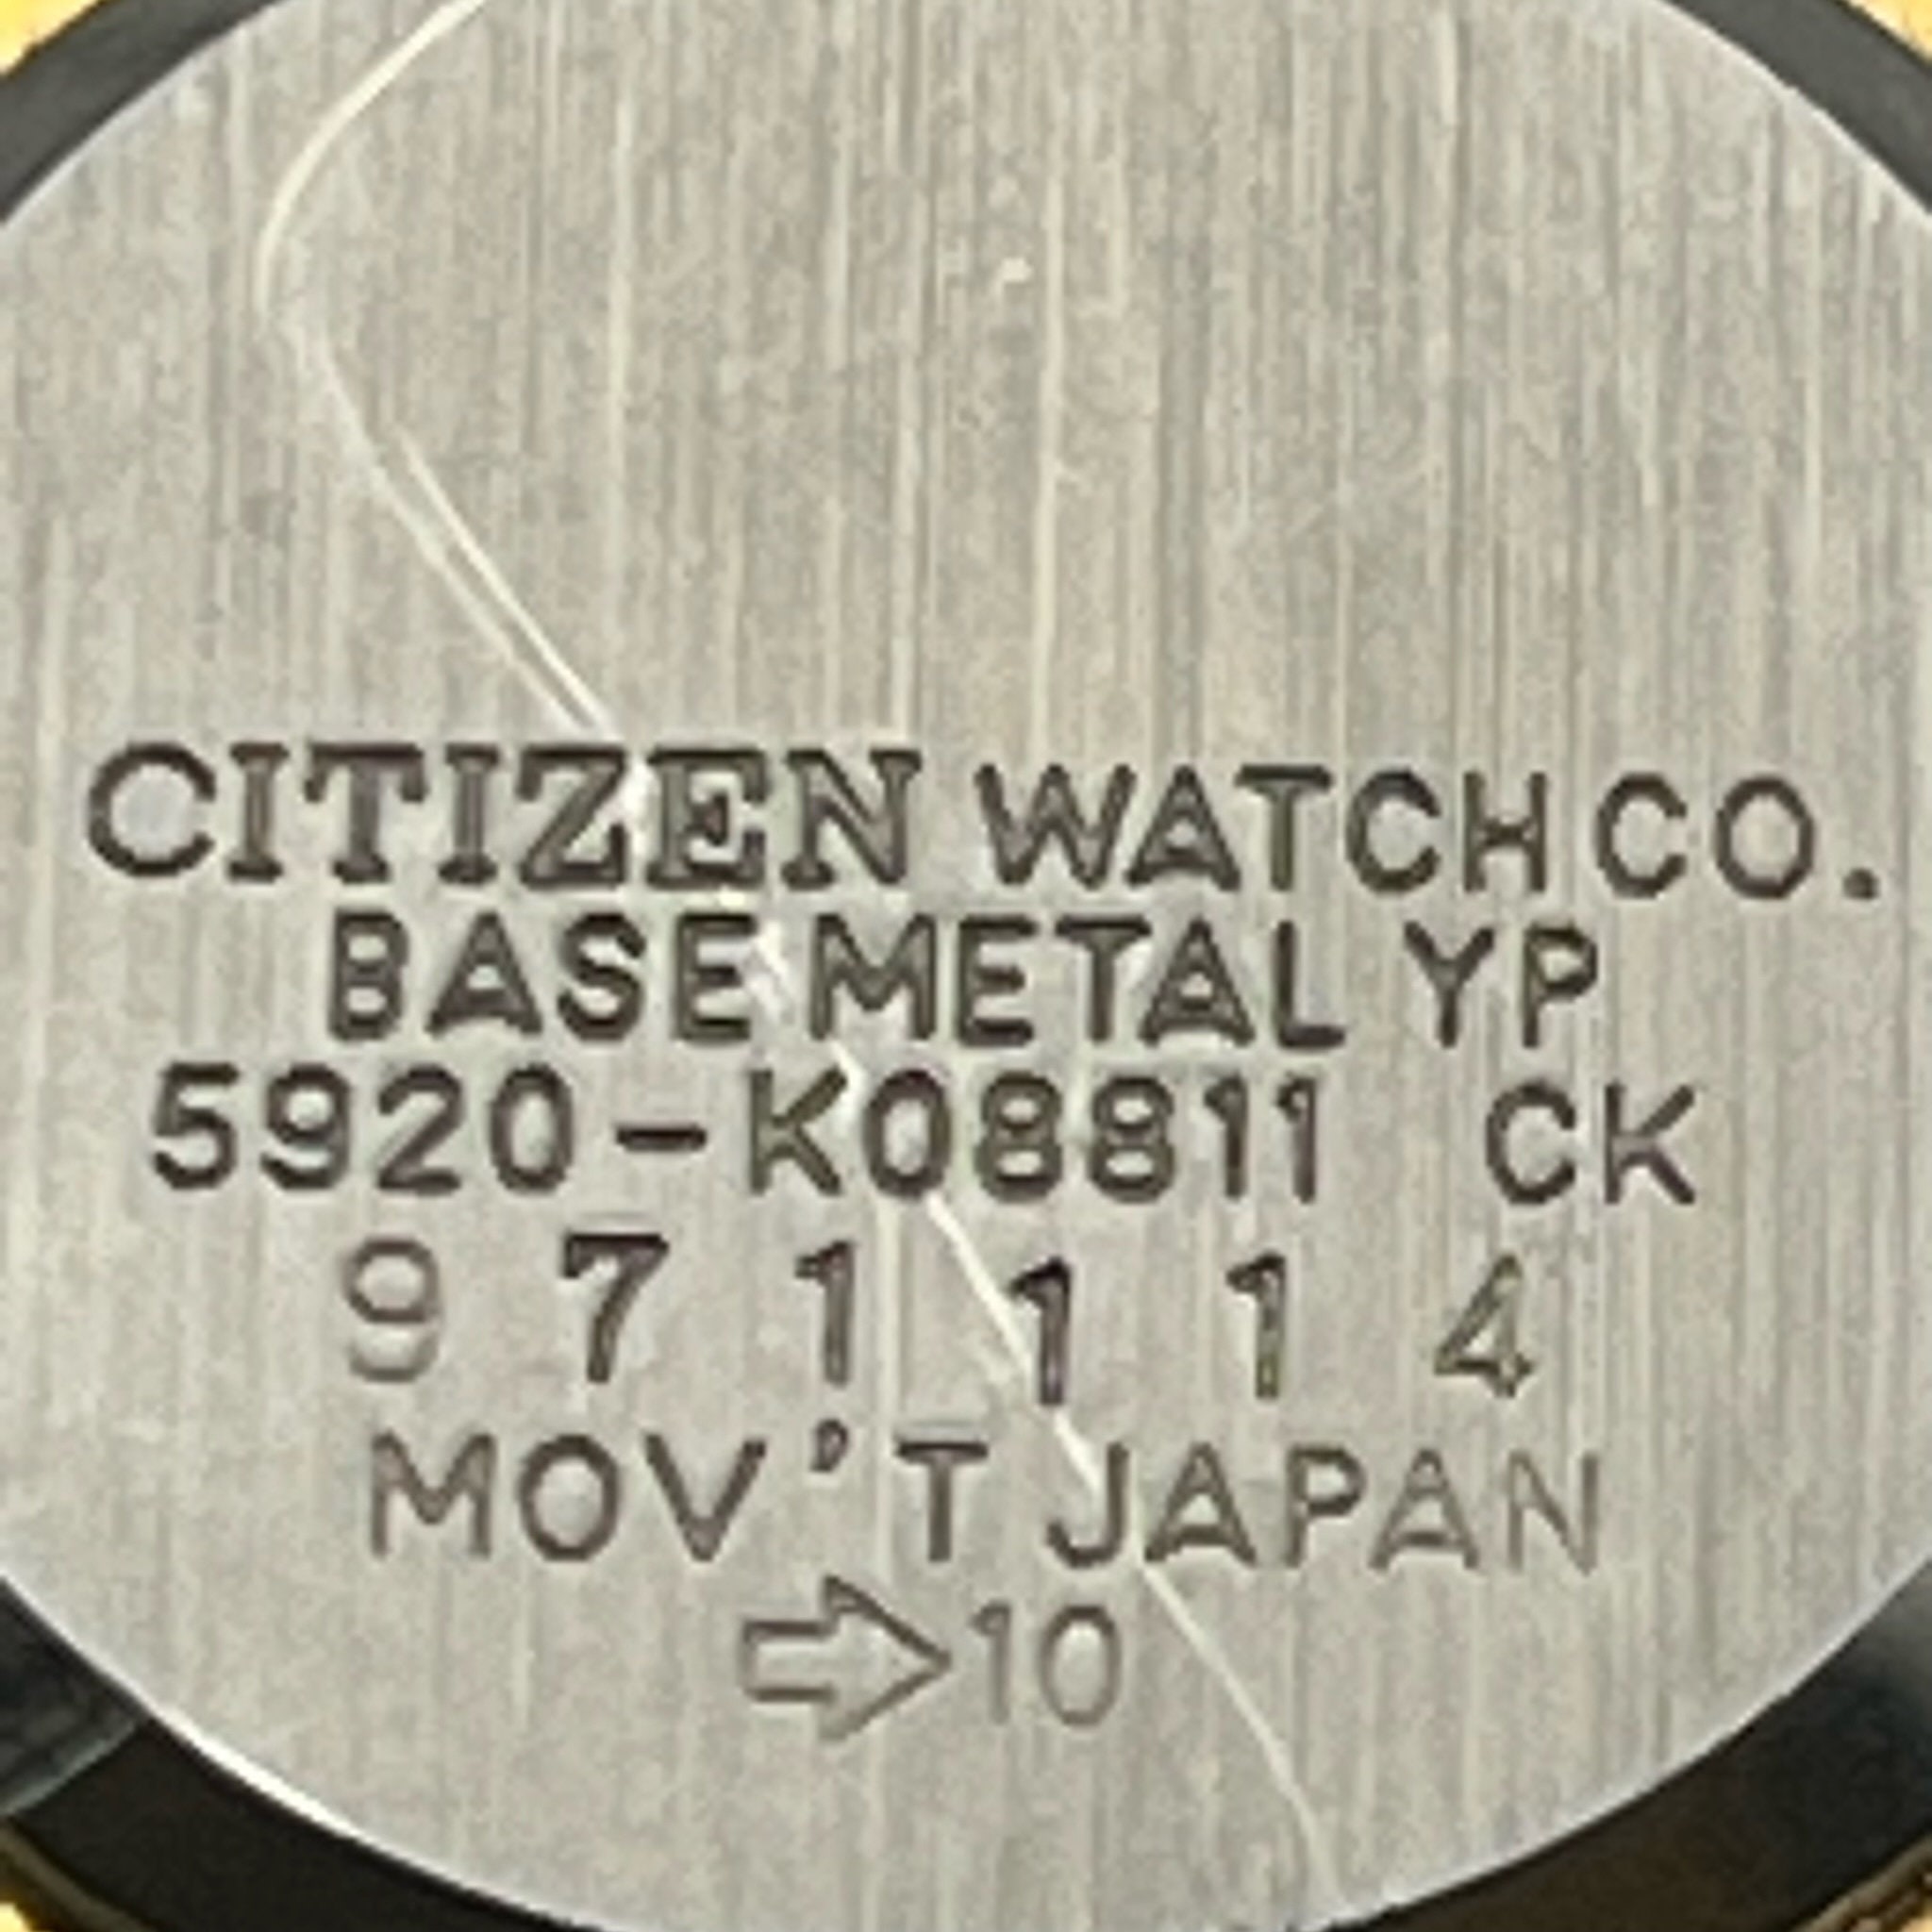 CITIZEN WATCH CO.
BASE METAL YP
5920-K08811 CK
9 7 1 1 1 4
MOV'T JAPAN
⇨10